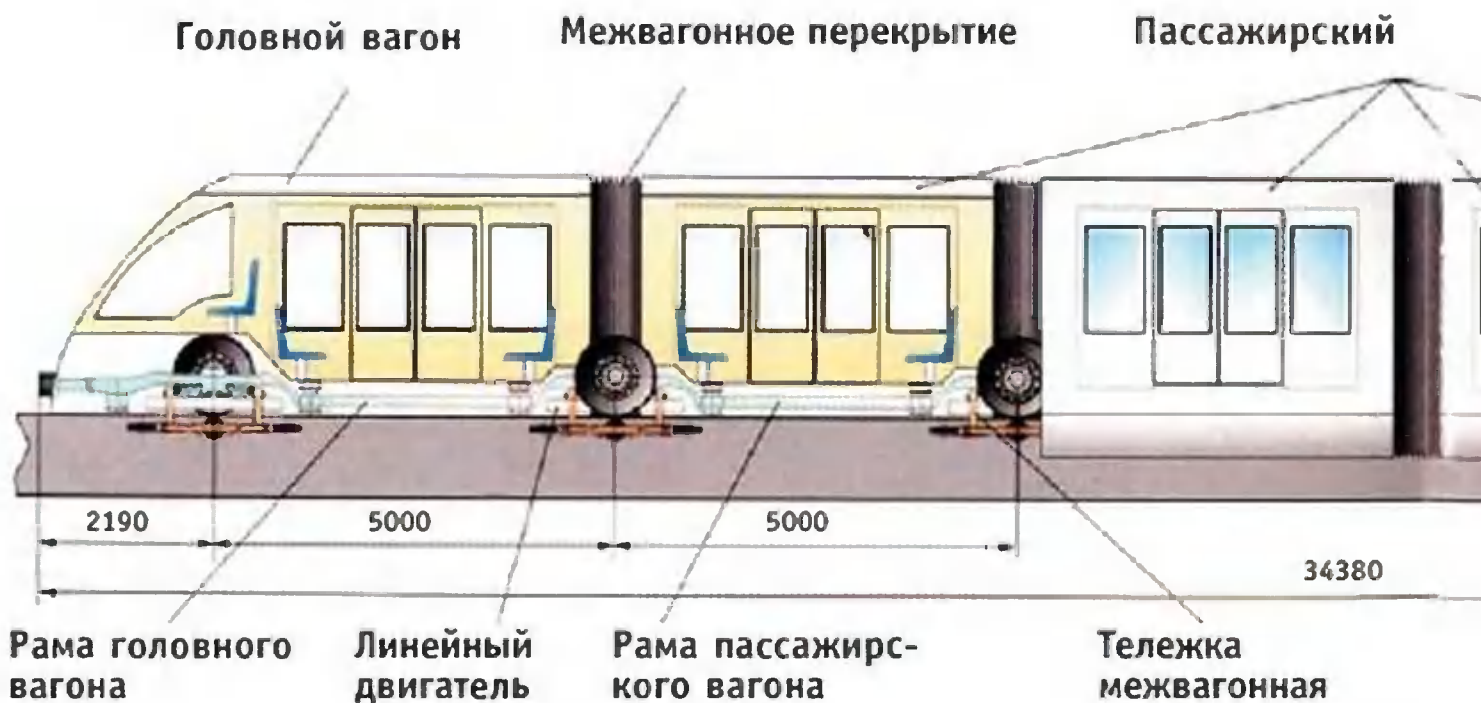 Головной вагон
Межвагонное перекрытие
Пассажирский
2190
5000
5000
34380
Рама головного
вагона
Линейный
двигатель
Рама пассажирс-
кого вагона
Тележка
межвагонная